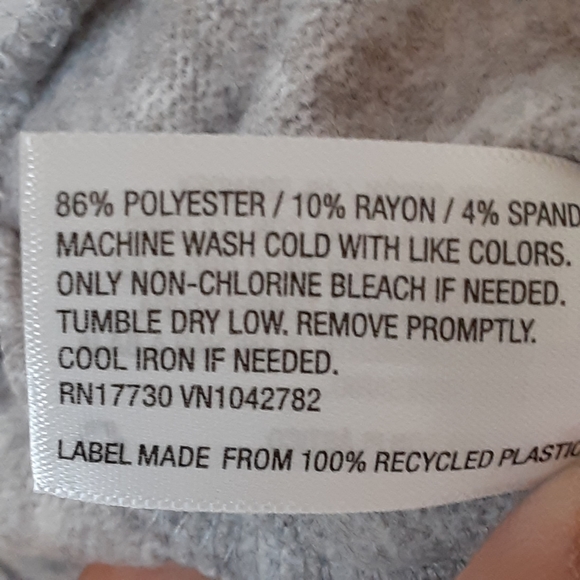 86% POLYESTER / 10% RAYON / 4% SPAND
MACHINE WASH COLD WITH LIKE COLORS.
ONLY NON-CHLORINE BLEACH IF NEEDED.
TUMBLE DRY LOW. REMOVE PROMPTLY.
COOL IRON IF NEEDED.
RN17730 VN1042782
LABEL MADE FROM 100% RECYCLED PLASTIC